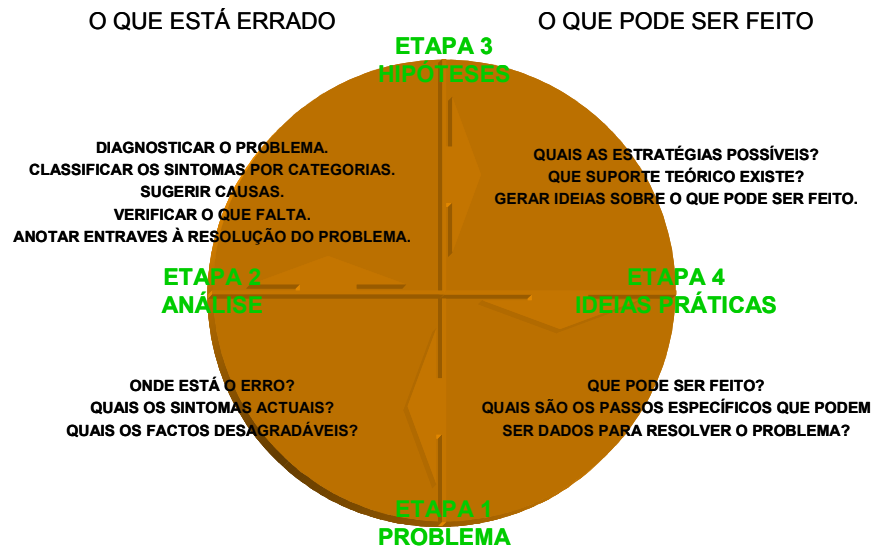 O QUE ESTÁ ERRADO
O QUE PODE SER FEITO
ETAPA 3
HIPÓTESES
DIAGNOSTICAR O PROBLEMA.
CLASSIFICAR OS SINTOMAS POR CATEGORIAS.
SUGERIR CAUSAS.
VERIFICAR O QUE FALTA.
ANOTAR ENTRAVES À RESOLUÇÃO DO PROBLEMA.
QUAIS AS ESTRATÉGIAS POSSÍVEIS?
QUE SUPORTE TEÓRICO EXISTE?
GERAR IDEIAS SOBRE O QUE PODE SER FEITO.
ETAPA 2
ANÁLISE
ETAPA 4
IDEIAS PRÁTICAS
ONDE ESTÁ O ERRO?
QUAIS OS SINTOMAS ACTUAIS?
QUAIS OS FACTOS DESAGRADÁVEIS?
QUE PODE SER FEITO?
QUAIS SÃO OS PASSOS ESPECÍFICOS QUE PODEM
SER DADOS PARA RESOLVER O PROBLEMA?
ETAPA 1
PROBLEMA